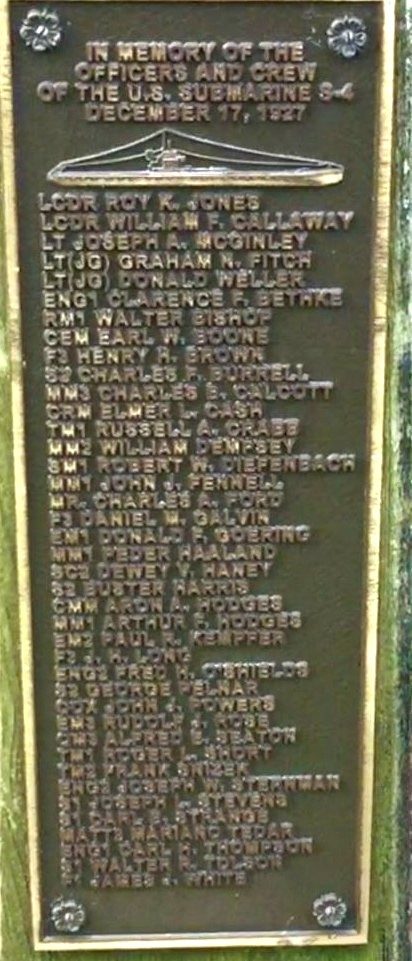 IN MEMORY OF THE
OFFICERS AND CREW
OF THE U.S. SUBMARINE S-4
DECEMBER 17, 1927
LCDR ROY K. JONES
LCDR WILLIAM F. CALLAWAY
LT JOSEPH A. MCGINLEY
LT(JG) GRAHAM N. FITCH
LT(JG) DONALD WELLER
ENG1 CLARENCE F. BETHKE
RM1 WALTER BISHOP
CEM EARL W. BOONE
F3 HENRY H. BROWN
S2 CHARLES F. BURRELL
MM3 CHARLES B. CALCOTT
CRM ELMER L. CASH
TM1 RUSSELL A. CRABB
MM2 WILLIAM DEMPSEY
SM1 ROBERT W. DIEFENBACH
MM1 JOHN J. FENNELL
MR. CHARLES A. FORD
F3 DANIEL M. GALVIN
EM1 DONALD F. GOERING
MM1 PEDER HAALAND
SC2 DEWEY V. HANEY
S2 BUSTER HARRIS
CMM ARON A. HODGES
MM1 ARTHUR F. HODGES
EM2 PAUL R. KEMPFER
F3 J. H. LONG
ENG2 FRED H. O'SHIELDS
S2 GEORGE PELNAR
COX JOHN J. POWERS
EM3 RUDOLF J. ROSE
ALFRED E. SEATON
ROGER L. SHORT
FRANK SNIZEK
ENG2 JOSEPH W. STERNMAN
S1 JOSEPH L. STEVENS
S1 CARL B. STRANGE
MATT3 MARIANO TEDAR
ENG1 CARL H. THOMPSON
WALTER R. TOLSON
JAMES J. WHITE